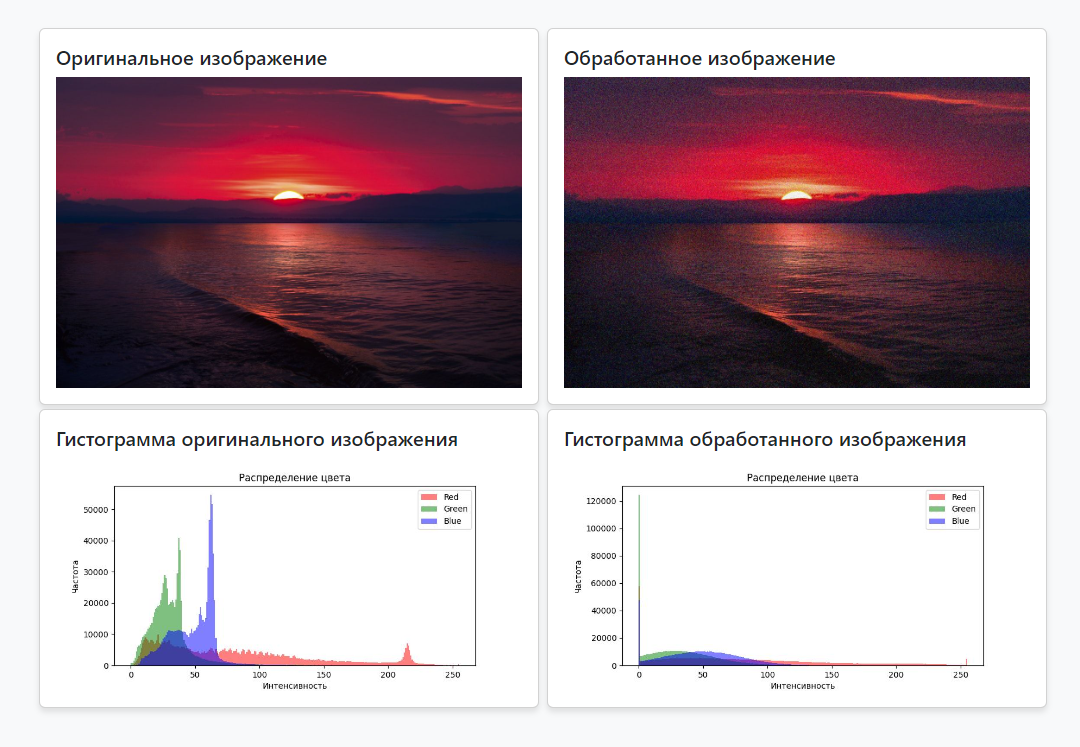 Оригинальное изображение
Обработанное изображение
Гистограмма оригинального изображения
Распределение цвета
Red
Green
Blue
Частота
50000
40000
30000
20000
10000
0
0 50 100 150 200 250
Интенсивность
Гистограмма обработанного изображения
Распределение цвета
Red
Green
Blue
Частота
120000
100000
80000
60000
40000
20000
0
0 50 100 150 200 250
Интенсивность